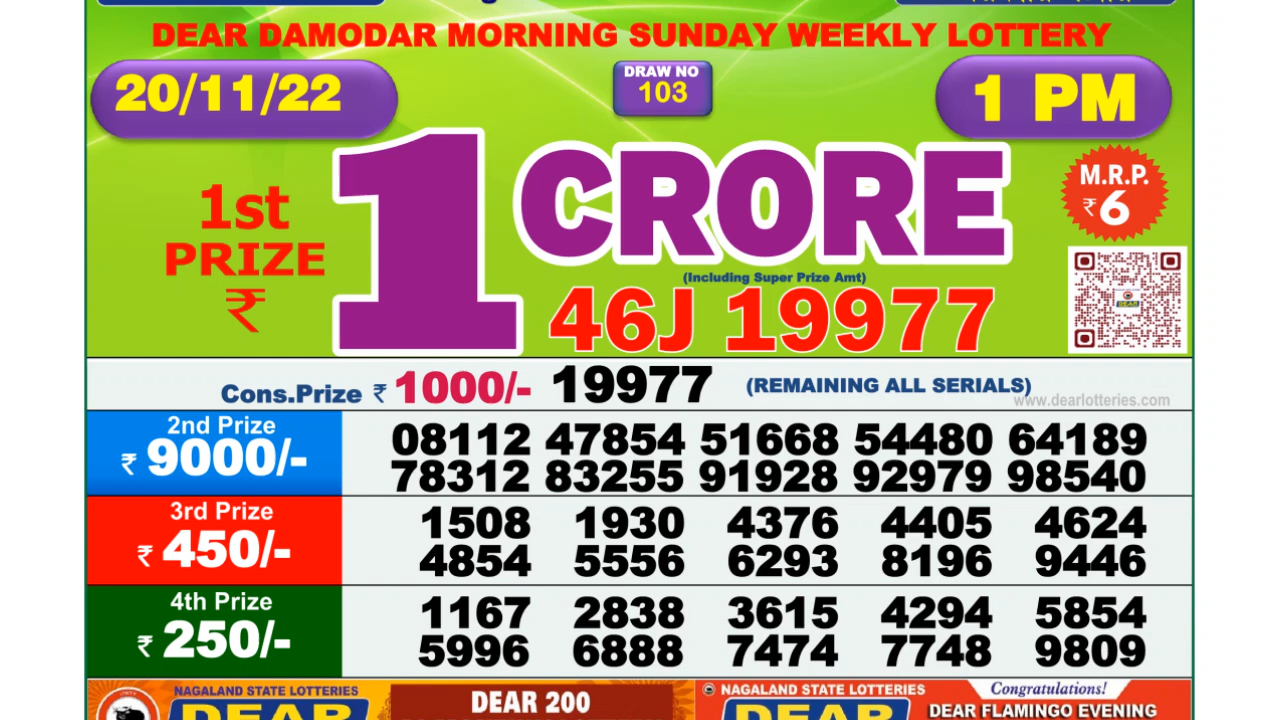 DEAR DAMODAR MORNING SUNDAY WEEKLY LOTTERY
20/11/22
DRAW NO
103
1 PM
1st
PRIZE
₹
1 CRORE
M.R.P.
₹6
(Including Super Prize Amt)
46J 19977
DEAR
Cons.Prize ₹ 1000/- 19977 (REMAINING ALL SERIALS)
www.dearlotteries.com
2nd Prize
₹ 9000/-
08112 47854 51668 54480 64189
78312 83255 91928 92979 98540
3rd Prize
₹ 450/-
1508 1930 4376 4405 4624
4854 5556 6293 8196 9446
4th Prize
₹ 250/-
1167 2838 3615 4294 5854
5996 6888 7474 7748 9809
NAGALAND STATE LOTTERIES
DEAR
DEAR 200
NAGALAND STATE LOTTERIES
DEAR
Congratulations!
DEAR FLAMINGO EVENING